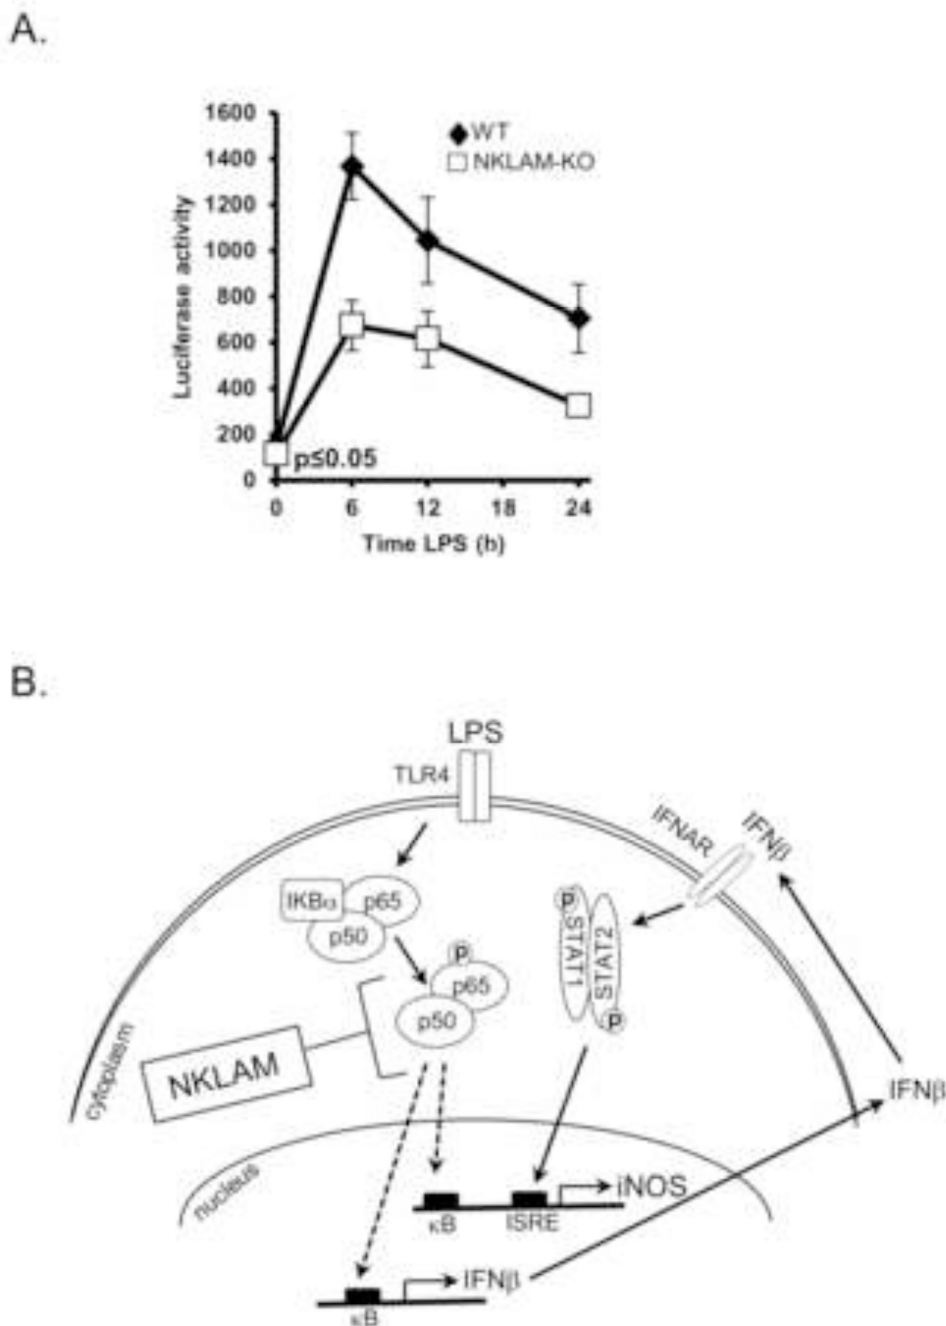 A.
1600
1400
1200
1000
800
600
400
200
0
Luciferase activity
WT
NKLAM-KO
p≤0.05
0 6 12 18 24
Time LPS (h)
B.
LPS
TLR4
IFNAR
IFNβ
IKBα
p65
p50
P
STAT1
STAT2
P
P
p65
p50
NKLAM
cytoplasm
IFNβ
nucleus
iNOS
κB
ISRE
IFNβ
κB